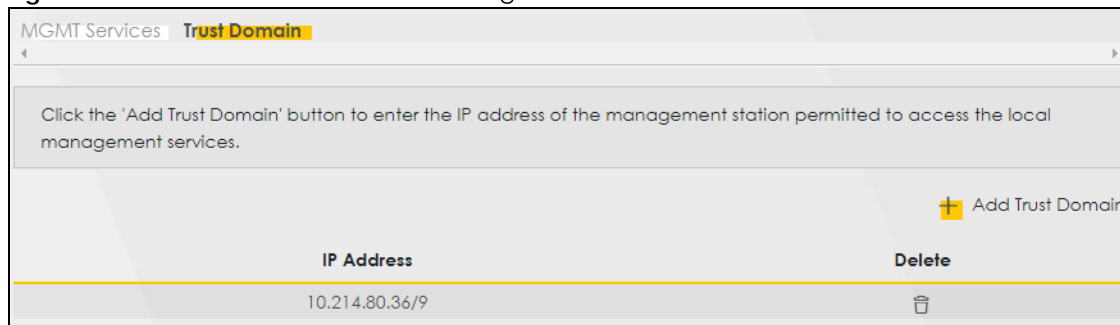 MGMT Services Trust Domain
Click the 'Add Trust Domain' button to enter the IP address of the management station permitted to access the local
management services.
+ Add Trust Domain
IP Address Delete
10.214.80.36/9